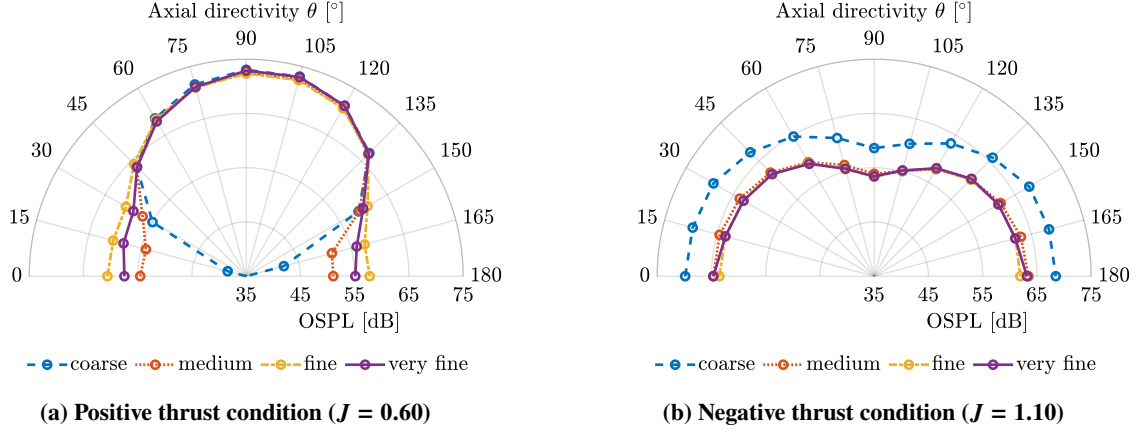 Axial directivity θ [°]
90
75
105
60
120
45
135
30
150
15
165
0
180
35
45
55
65
75
OSPL [dB]
coarse
medium
fine
very fine
(a) Positive thrust condition (J = 0.60)
Axial directivity θ [°]
90
75
105
60
120
45
135
30
150
15
165
0
180
35
45
55
65
75
OSPL [dB]
coarse
medium
fine
very fine
(b) Negative thrust condition (J = 1.10)